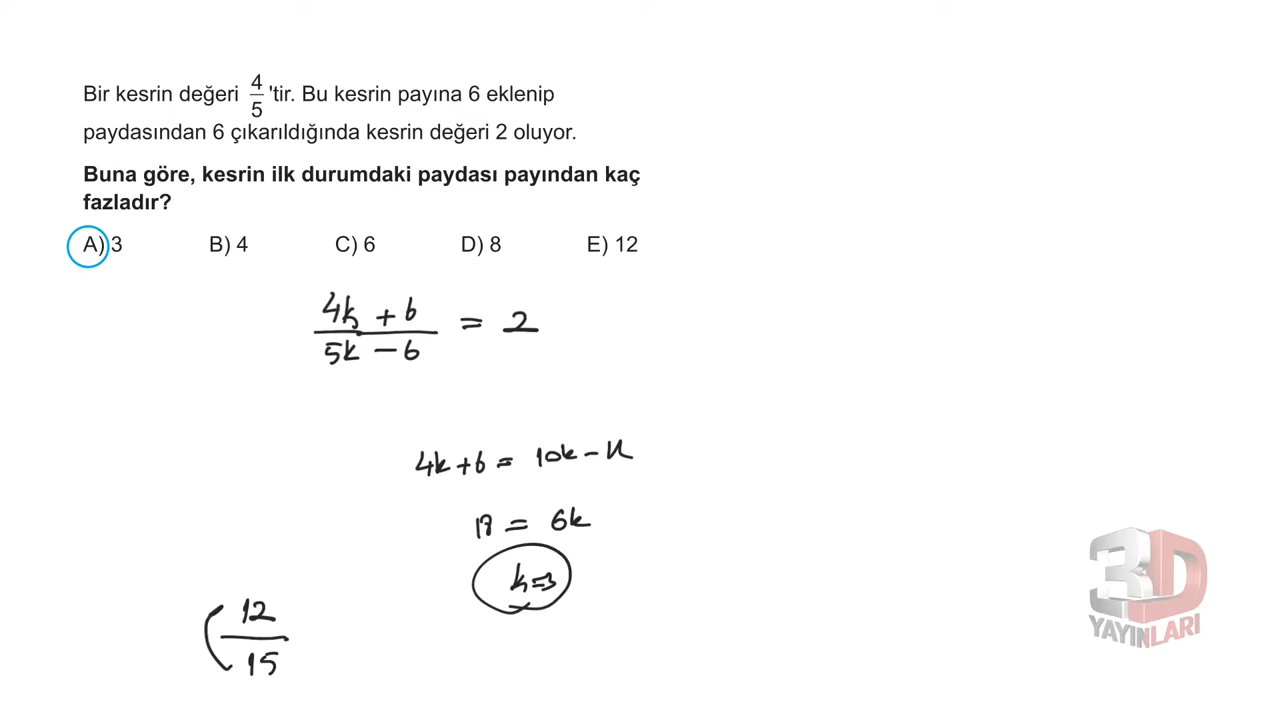 Bir kesrin değeri 4/5 'tir. Bu kesrin payına 6 eklenip
paydasından 6 çıkarıldığında kesrin değeri 2 oluyor.
Buna göre, kesrin ilk durumdaki paydası payından kaç
fazladır?
A) 3 B) 4 C) 6 D) 8 E) 12
4k + 6
5k - 6
= 2
4k + 6 = 10k - 12
18 = 6k
k = 3
12
15
3D
YAYINLARI